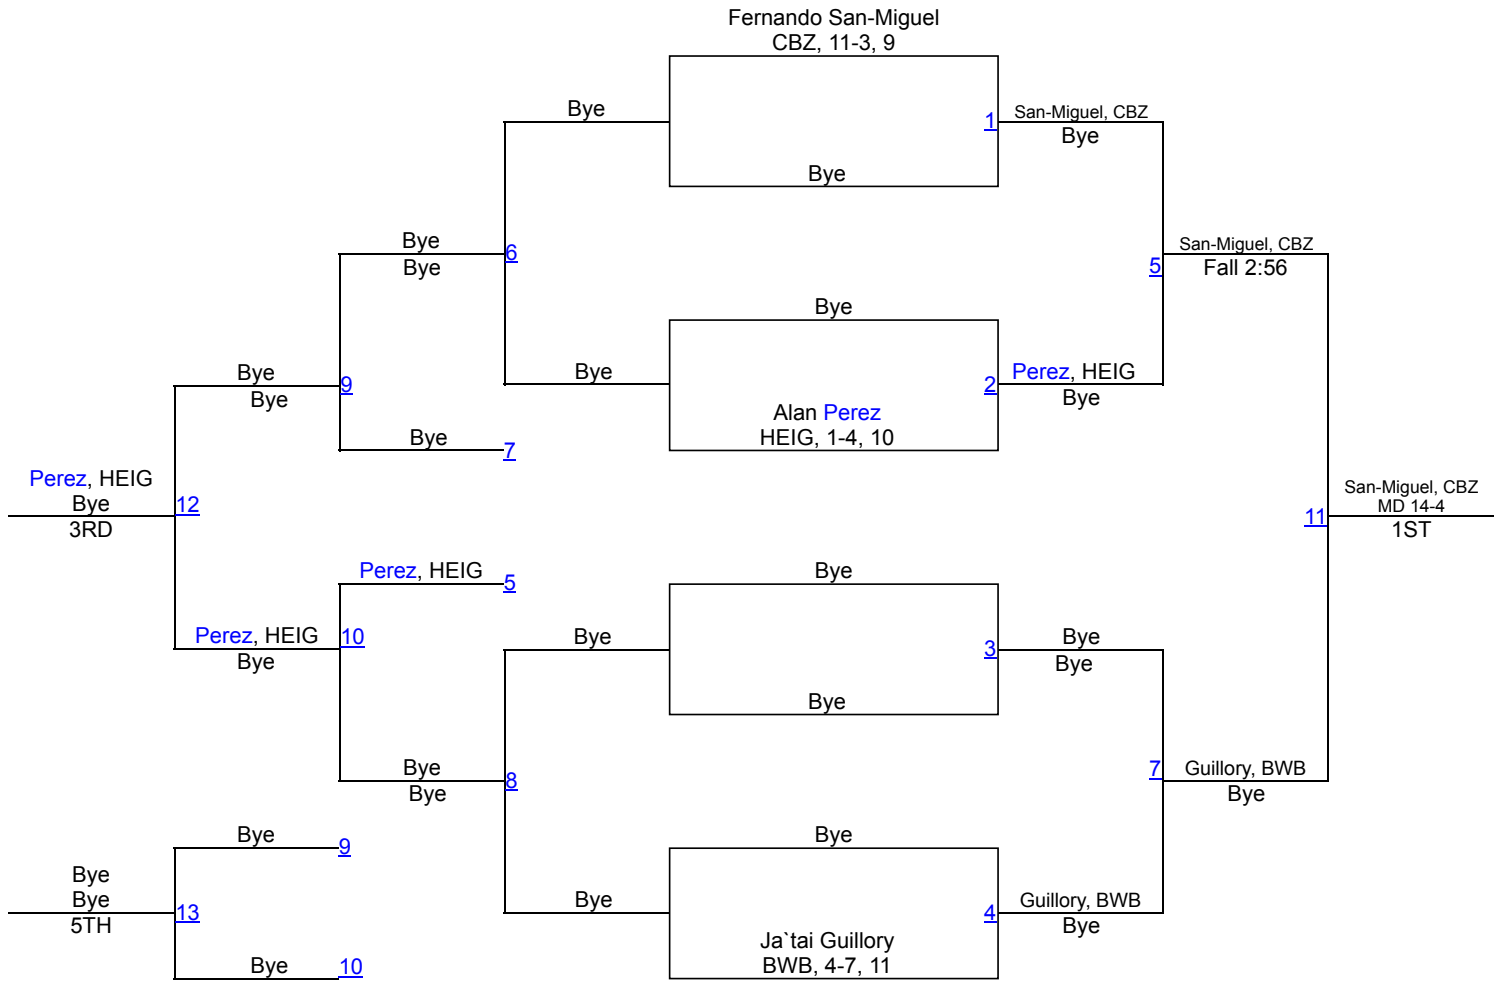 Fernando San-Miguel
CBZ, 11-3, 9
Bye
San-Miguel, CBZ
1
Bye
Bye
Bye
6
Bye
San-Miguel, CBZ
5
Fall 2:56
Bye
Bye
Bye
9
Bye
2
Perez, HEIG
Bye
Alan Perez
HEIG, 1-4, 10
Bye
7
Perez, HEIG
Bye
12
3RD
San-Miguel, CBZ
MD 14-4
11
1ST
Perez, HEIG
5
Bye
Perez, HEIG
10
Bye
Bye
3
Bye
Bye
Bye
Bye
8
Bye
7
Guillory, BWB
Bye
Bye
9
Bye
Bye
Bye
13
5TH
Bye
4
Guillory, BWB
Bye
Ja`tai Guillory
BWB, 4-7, 11
Bye
10